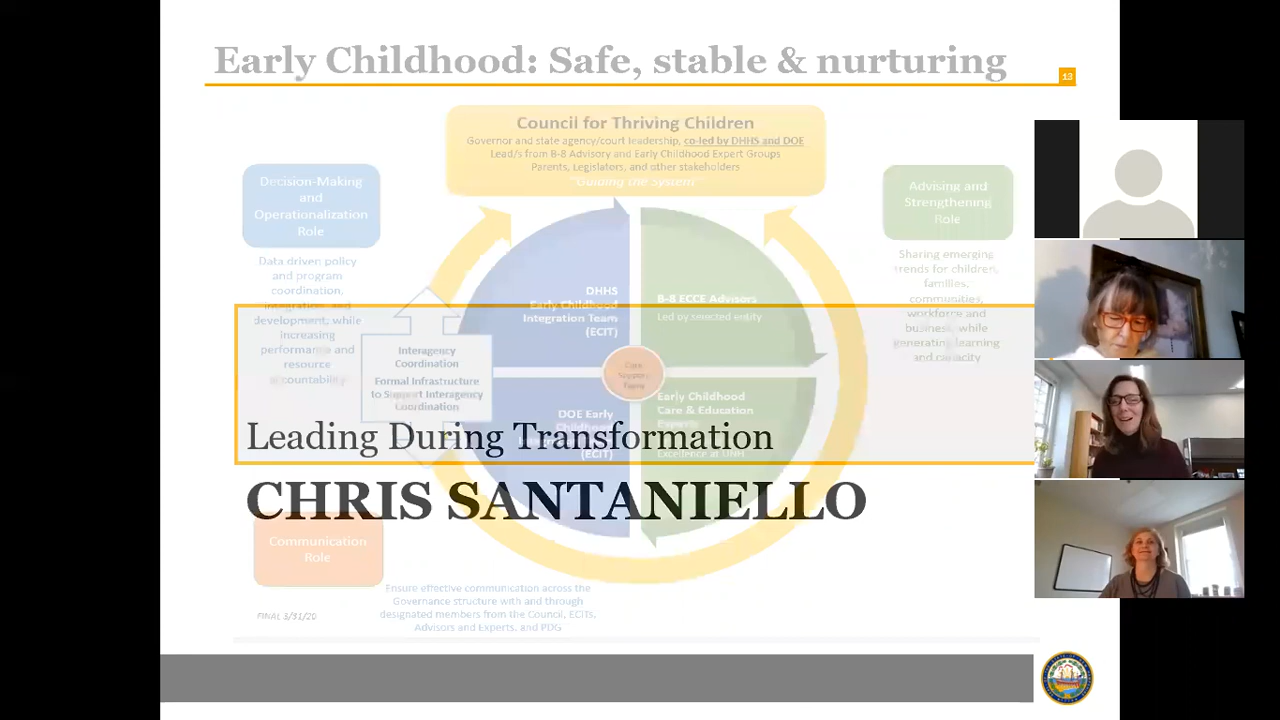 Early Childhood: Safe, stable & nurturing
13
Council for Thriving Children
Governor and state agency/court leadership, co-led by DHHS and DOE
Lead/s from B-8 Advisory and Early Childhood Expert Groups
Parents, Legislators, and other stakeholders
"Guiding the System"
Decision-Making
and
Operationalization
Role
Data driven policy
and program
coordination,
integration, and
development, while
increasing
performance and
resource
accountability
Advising and
Strengthening
Role
Sharing emerging
trends for children,
families,
communities,
workforce and
business, while
generating learning
and capacity
DHHS
Early Childhood
Integration Team
(ECIT)
B-8 ECCE Advisors
Led by selected entity
Interagency
Coordination
Formal Infrastructure
to Support Interagency
Coordination
DOE Early
Childhood
(ECIT)
Early Childhood
Care & Education
Experts
Excellence at UNH
Leading During Transformation
CHRIS SANTANIELLO
Communication
Role
Ensure effective communication across the
Governance structure with and through
designated members from the Council, ECITs,
Advisors and Experts, and PDG
FINAL 3/31/20